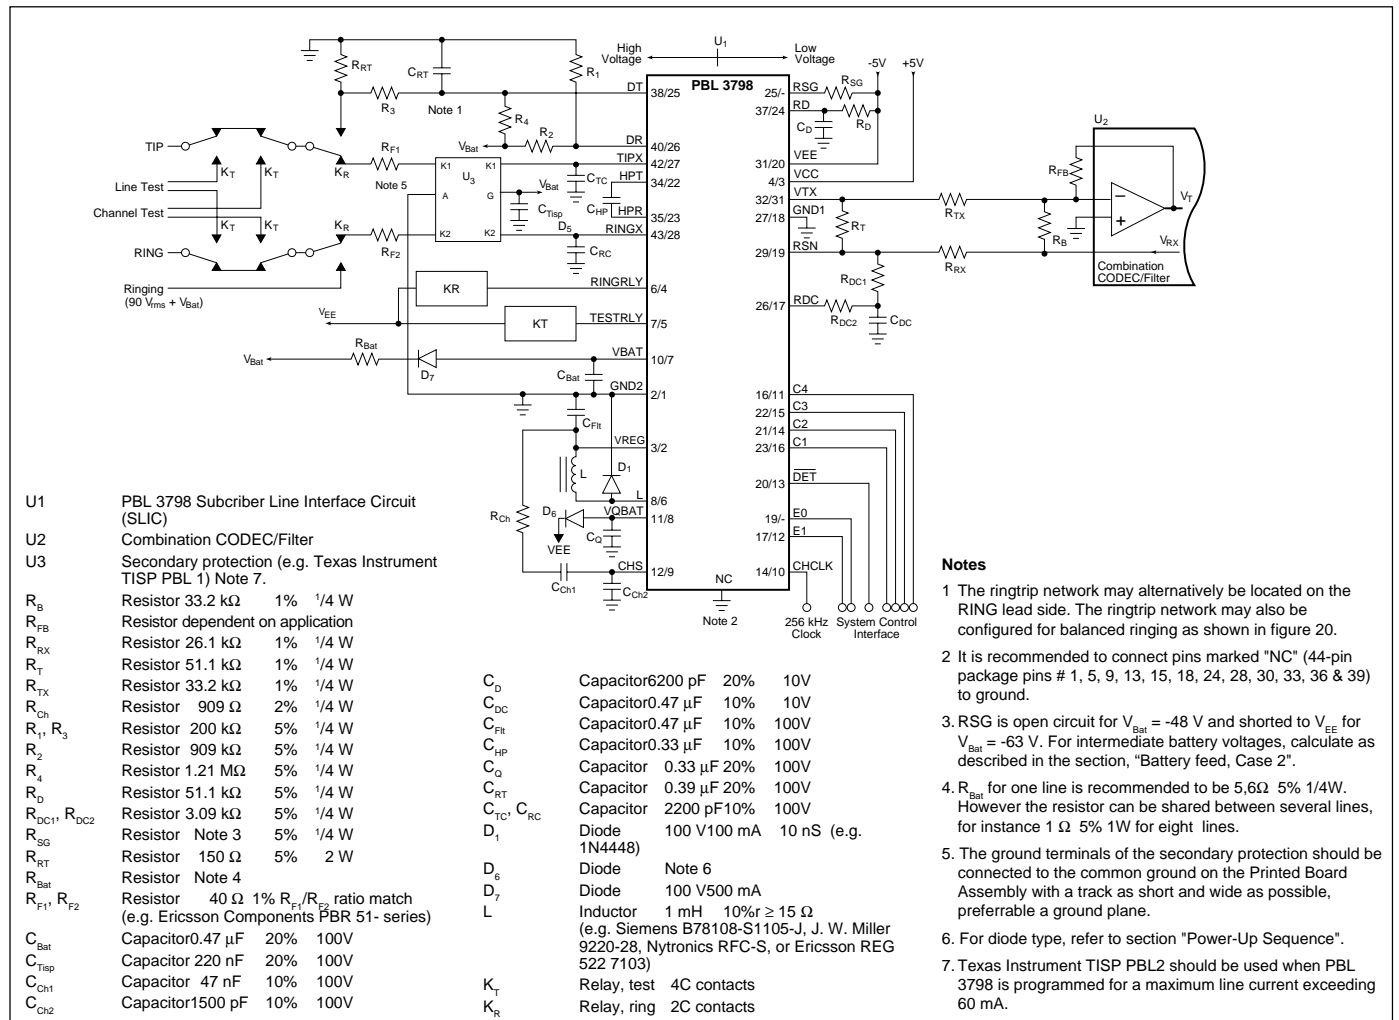 High Voltage
U1
Low Voltage
PBL 3798
-5V
+5V
RRT
CRT
R1
R3
Note 1
R4
R2
VBat
DT
38/25
DR
40/26
TIPX
42/27
HPT
34/22
HPR
35/23
RINGX
43/28
RINGRLY
6/4
TESTRLY
7/5
VBAT
10/7
GND2
2/1
VREG
3/2
L
8/6
VQBAT
11/8
CHS
12/9
25/-
RSG
RSG
37/24
RD
CD
RD
31/20
VEE
4/3
VCC
32/31
VTX
27/18
GND1
29/19
RSN
26/17
RDC
16/11
C4
22/15
C3
21/14
C2
23/16
C1
20/13
DET
19/-
E0
17/12
E1
14/10
CHCLK
NC
Note 2
256 kHz Clock
System Control Interface
TIP
KT
KT
KR
RF1
Note 5
Line Test
Channel Test
KT
KT
KR
RF2
RING
Ringing
(90 Vrms + VBat)
K1
K1
U3
A
G
K2
K2
VBat
CTisp
CTC
CHP
D5
CRC
KR
KT
VEE
VBat
RBat
D7
CBat
CFlt
L
D1
RCh
D6
VEE
CQ
CCh1
CCh2
RT
RTX
RRX
RDC1
RDC2
CDC
RB
RFB
U2
VT
VRX
Combination
CODEC/Filter
U1 PBL 3798 Subcriber Line Interface Circuit
(SLIC)
U2 Combination CODEC/Filter
U3 Secondary protection (e.g. Texas Instrument
TISP PBL 1) Note 7.
RB Resistor 33.2 kΩ 1% 1/4 W
RFB Resistor dependent on application
RRX Resistor 26.1 kΩ 1% 1/4 W
RT Resistor 51.1 kΩ 1% 1/4 W
RTX Resistor 33.2 kΩ 1% 1/4 W
RCh Resistor 909 Ω 2% 1/4 W
R1, R3 Resistor 200 kΩ 5% 1/4 W
R2 Resistor 909 kΩ 5% 1/4 W
R4 Resistor 1.21 MΩ 5% 1/4 W
RD Resistor 51.1 kΩ 5% 1/4 W
RDC1, RDC2 Resistor 3.09 kΩ 5% 1/4 W
RSG Resistor Note 3 5% 1/4 W
RRT Resistor 150 Ω 5% 2 W
RBat Resistor Note 4
RF1, RF2 Resistor 40 Ω 1% RF1/RF2 ratio match
(e.g. Ericsson Components PBR 51- series)
CBat Capacitor0.47 µF 20% 100V
CTisp Capacitor 220 nF 20% 100V
CCh1 Capacitor 47 nF 10% 100V
CCh2 Capacitor1500 pF 10% 100V
CD Capacitor6200 pF 20% 10V
CDC Capacitor0.47 µF 10% 10V
CFlt Capacitor0.47 µF 10% 100V
CHP Capacitor0.33 µF 10% 100V
CQ Capacitor 0.33 µF 20% 100V
CRT Capacitor 0.39 µF 20% 100V
CTC, CRC Capacitor 2200 pF10% 100V
D1 Diode 100 V100 mA 10 nS (e.g.
1N4448)
D6 Diode Note 6
D7 Diode 100 V500 mA
L Inductor 1 mH 10%r ≥ 15 Ω
(e.g. Siemens B78108-S1105-J, J. W. Miller
9220-28, Nytronics RFC-S, or Ericsson REG
522 7103)
KT Relay, test 4C contacts
KR Relay, ring 2C contacts
Notes
1 The ringtrip network may alternatively be located on the
RING lead side. The ringtrip network may also be
configured for balanced ringing as shown in figure 20.
2 It is recommended to connect pins marked "NC" (44-pin
package pins # 1, 5, 9, 13, 15, 18, 24, 28, 30, 33, 36 & 39)
to ground.
3. RSG is open circuit for VBat = -48 V and shorted to VEE for
VBat = -63 V. For intermediate battery voltages, calculate as
described in the section, “Battery feed, Case 2".
4. RBat for one line is recommended to be 5,6Ω 5% 1/4W.
However the resistor can be shared between several lines,
for instance 1 Ω 5% 1W for eight lines.
5. The ground terminals of the secondary protection should be
connected to the common ground on the Printed Board
Assembly with a track as short and wide as possible,
preferrable a ground plane.
6. For diode type, refer to section "Power-Up Sequence".
7. Texas Instrument TISP PBL2 should be used when PBL
3798 is programmed for a maximum line current exceeding
60 mA.